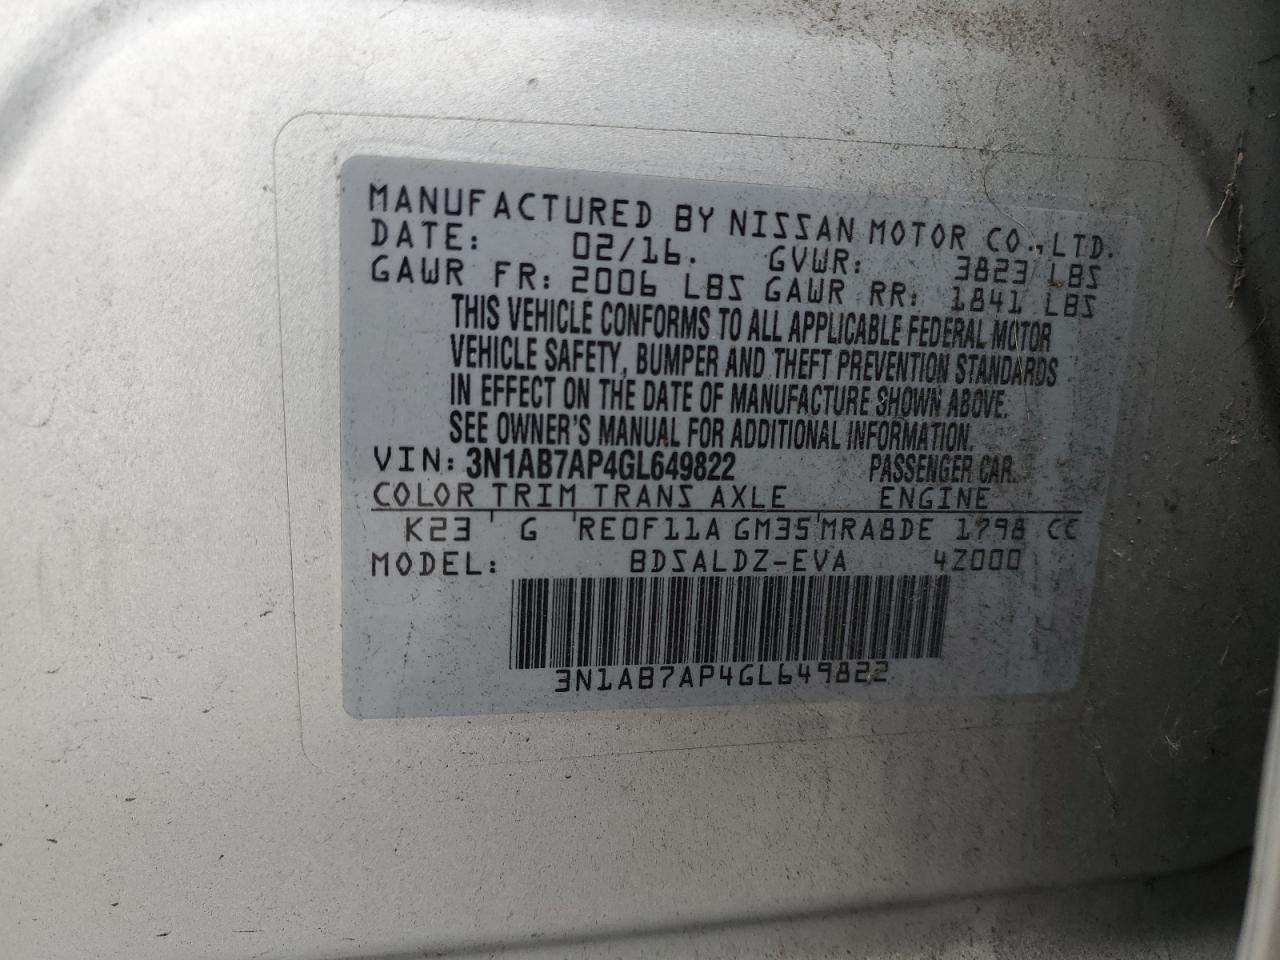 MANUFACTURED BY NISSAN MOTOR CO.,LTD.
DATE: 02/16. GVWR: 3823 LBS
GAWR FR: 2006 LBS GAWR RR: 1841 LBS
THIS VEHICLE CONFORMS TO ALL APPLICABLE FEDERAL MOTOR
VEHICLE SAFETY, BUMPER AND THEFT PREVENTION STANDARDS
IN EFFECT ON THE DATE OF MANUFACTURE SHOWN ABOVE.
SEE OWNER'S MANUAL FOR ADDITIONAL INFORMATION.
VIN: 3N1AB7AP4GL649822 PASSENGER CAR.
COLOR TRIM TRANS AXLE ENGINE
K23 G RE0F11A GM35 MRA8DE 1798 CC
MODEL: BDSALDZ-EVA 4Z000
3N1AB7AP4GL649822